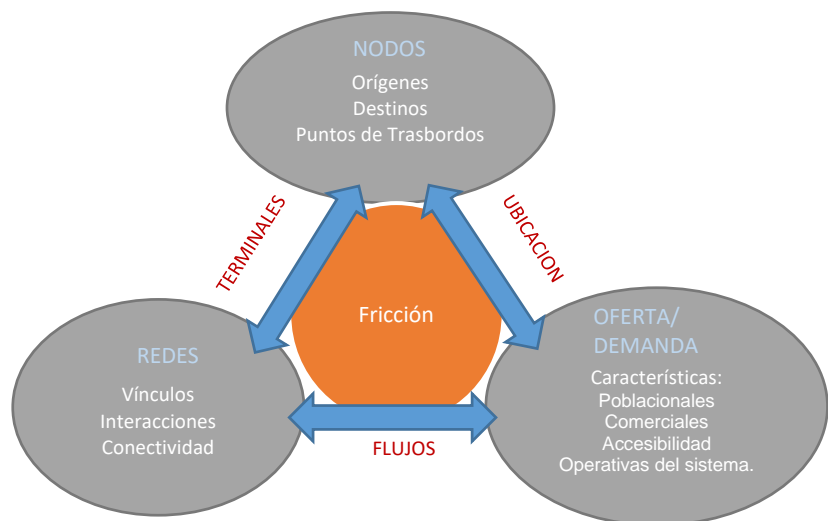 NODOS
Orígenes
Destinos
Puntos de Trasbordos
TERMINALES
UBICACION
Fricción
REDES
Vínculos
Interacciones
Conectividad
FLUJOS
OFERTA/
DEMANDA
Características:
Poblacionales
Comerciales
Accesibilidad
Operativas del sistema.